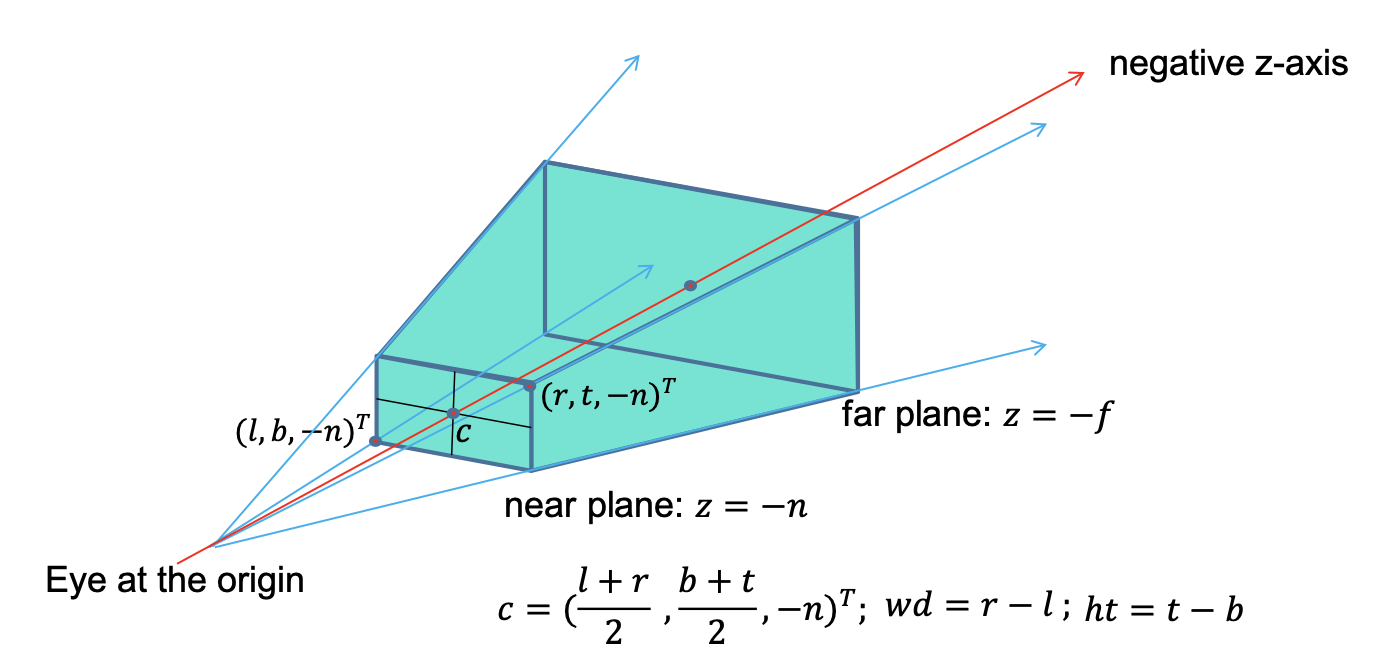 negative z-axis
(r, t, −n)ᵀ
(l, b, −n)ᵀ
c
far plane: z = −f
near plane: z = −n
Eye at the origin
c = (l + r / 2, b + t / 2, −n)ᵀ; wd = r − l; ht = t − b